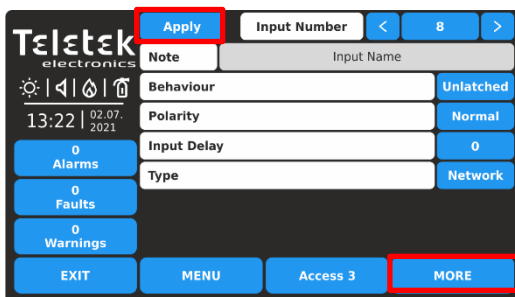 Teletek
electronics
13:22 | 02.07.
2021
0
Alarms
0
Faults
0
Warnings
EXIT
Apply
Input Number < 8 >
Note Input Name
Behaviour Unlatched
Polarity Normal
Input Delay 0
Type Network
MENU Access 3 MORE